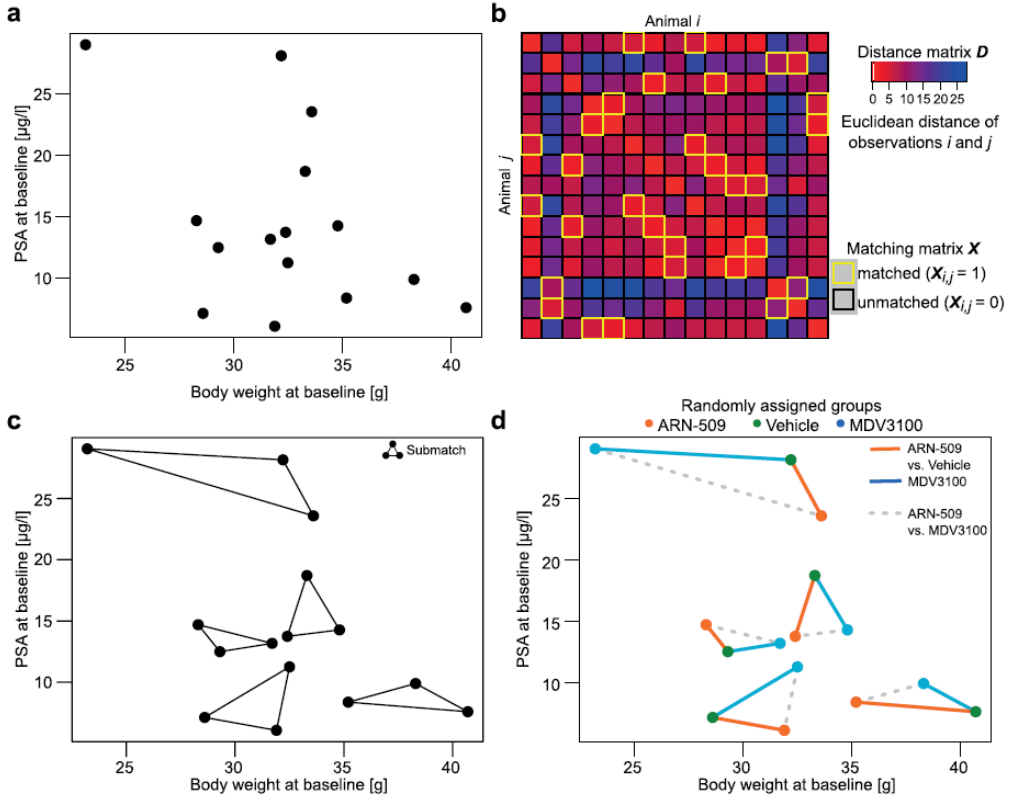 a
PSA at baseline [µg/l]
25
20
15
10
25
30
35
40
Body weight at baseline [g]
b
Animal i
Animal j
Distance matrix D
0 5 10 15 20 25
Euclidean distance of
observations i and j
Matching matrix X
matched (Xi,j = 1)
unmatched (Xi,j = 0)
c
Submatch
PSA at baseline [µg/l]
25
20
15
10
25
30
35
40
Body weight at baseline [g]
d
Randomly assigned groups
ARN-509
Vehicle
MDV3100
ARN-509
vs. Vehicle
MDV3100
ARN-509
vs. MDV3100
PSA at baseline [µg/l]
25
20
15
10
25
30
35
40
Body weight at baseline [g]